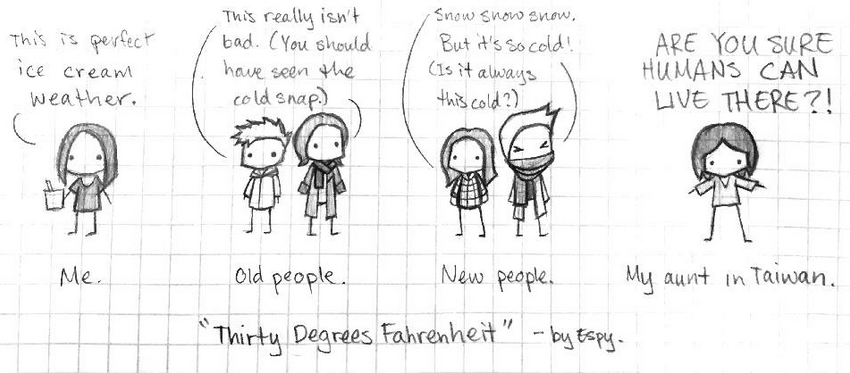 This is perfect
ice cream
weather.
This really isn't
bad. (You should
have seen the
cold snap.)
Snow snow snow.
But it's so cold!
(Is it always
this cold?)
ARE YOU SURE
HUMANS CAN
LIVE THERE?!
Me.
Old people.
New people.
My aunt in Taiwan.
"Thirty Degrees Fahrenheit" - by Espy.